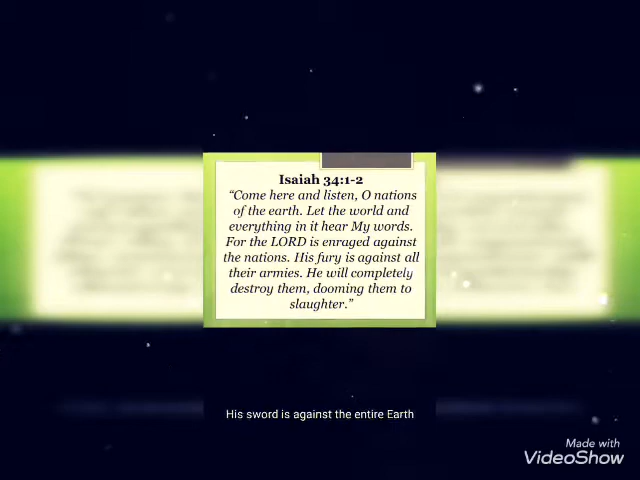 Isaiah 34:1-2
“Come here and listen, O nations
of the earth. Let the world and
everything in it hear My words.
For the LORD is enraged against
the nations. His fury is against all
their armies. He will completely
destroy them, dooming them to
slaughter.”
His sword is against the entire Earth
Made with
VideoShow